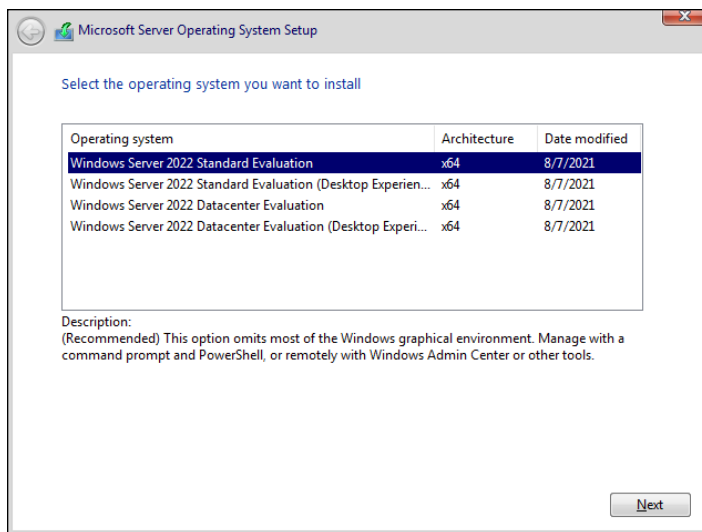 Microsoft Server Operating System Setup
Select the operating system you want to install
Operating system Architecture Date modified
Windows Server 2022 Standard Evaluation x64 8/7/2021
Windows Server 2022 Standard Evaluation (Desktop Experien... x64 8/7/2021
Windows Server 2022 Datacenter Evaluation x64 8/7/2021
Windows Server 2022 Datacenter Evaluation (Desktop Experi... x64 8/7/2021
Description:
(Recommended) This option omits most of the Windows graphical environment. Manage with a
command prompt and PowerShell, or remotely with Windows Admin Center or other tools.
Next